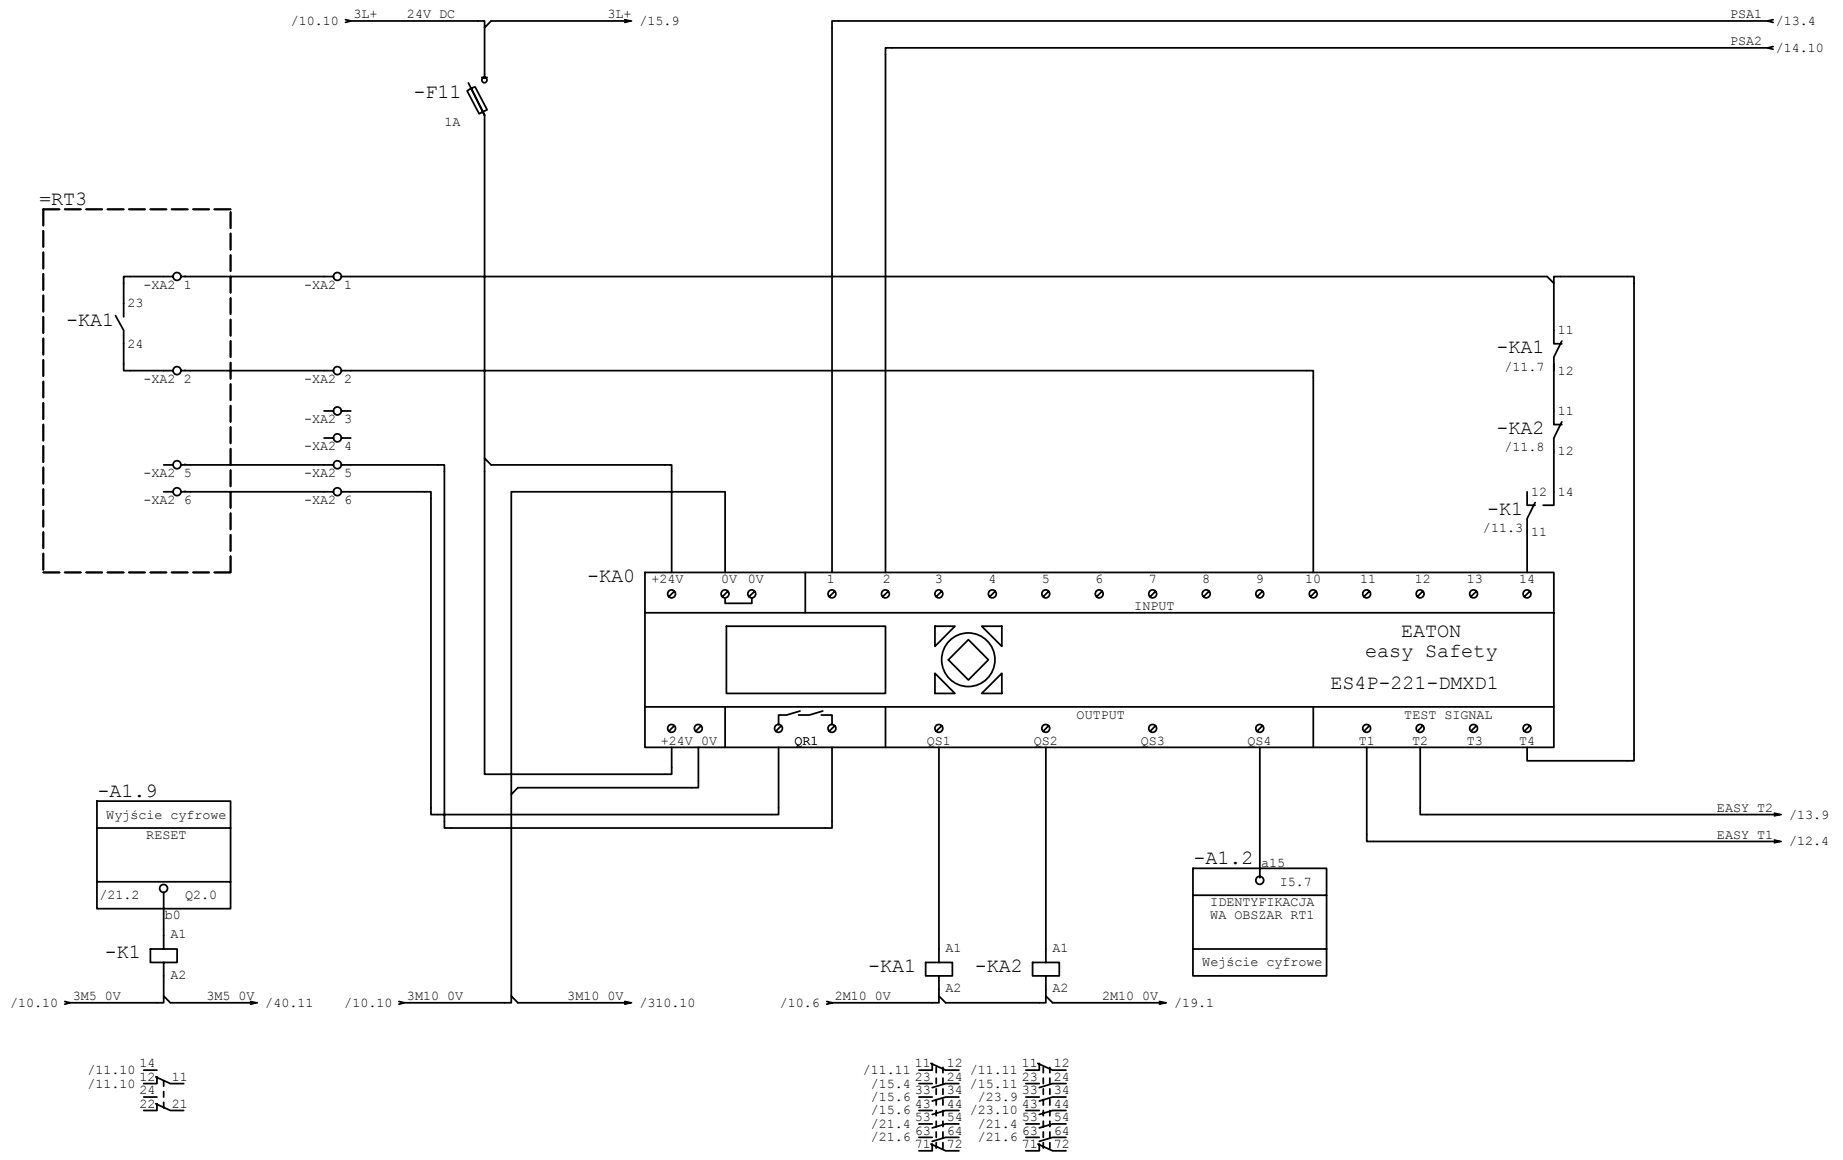 /10.10 3L+ 24V DC 3L+ /15.9 PSA1 /13.4
PSA2 /14.10
-F11
1A
=RT3
-XA2 1 -XA2 1
23
-KA1
24
-XA2 2 -XA2 2
-XA2 3
-XA2 4
-XA2 5 -XA2 5
-XA2 6 -XA2 6
11
-KA1
/11.7 12
11
-KA2
/11.8 12
12 14
-K1
/11.3 11
-KA0 +24V 0V 0V 1 2 3 4 5 6 7 8 9 10 11 12 13 14
INPUT
EATON
easy Safety
ES4P-221-DMXD1
OUTPUT TEST SIGNAL
+24V 0V QR1 QS1 QS2 QS3 QS4 T1 T2 T3 T4
-A1.9
Wyjście cyfrowe
RESET
/21.2 Q2.0
b0
A1
-K1
A2
EASY T2 /13.9
EASY T1 /12.4
-A1.2 a15
I5.7
IDENTYFIKACJA
WA OBSZAR RT1
Wejście cyfrowe
A1 A1
-KA1 -KA2
A2 A2
/10.10 3M5 0V 3M5 0V /40.11 /10.10 3M10 0V 3M10 0V /310.10 /10.6 2M10 0V 2M10 0V /19.1
/11.10 14
/11.10 12 11
24
22 21
/11.11 11 12 /11.11 11 12
/15.4 23 24 /15.11 23 24
/15.6 33 34 /23.9 33 34
/15.6 43 44 /23.10 43 44
/21.4 53 54 /21.4 53 54
/21.6 63 64 /21.6 63 64
71 72 71 72